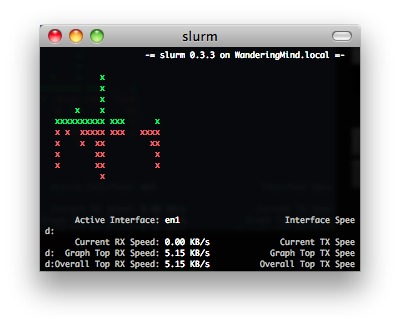 slurm
-= slurm 0.3.3 on WanderingMind.local =-
x
x
x
x x
xxxxxxxxxx xxx x
x x xxxxx xxx xxxx
x x xx x
x xx x
x xx x
x
Active Interface: en1 Interface Spee
d:
Current RX Speed: 0.00 KB/s Current TX Spee
d: Graph Top RX Speed: 5.15 KB/s Graph Top TX Spee
d:Overall Top RX Speed: 5.15 KB/s Overall Top TX Spee